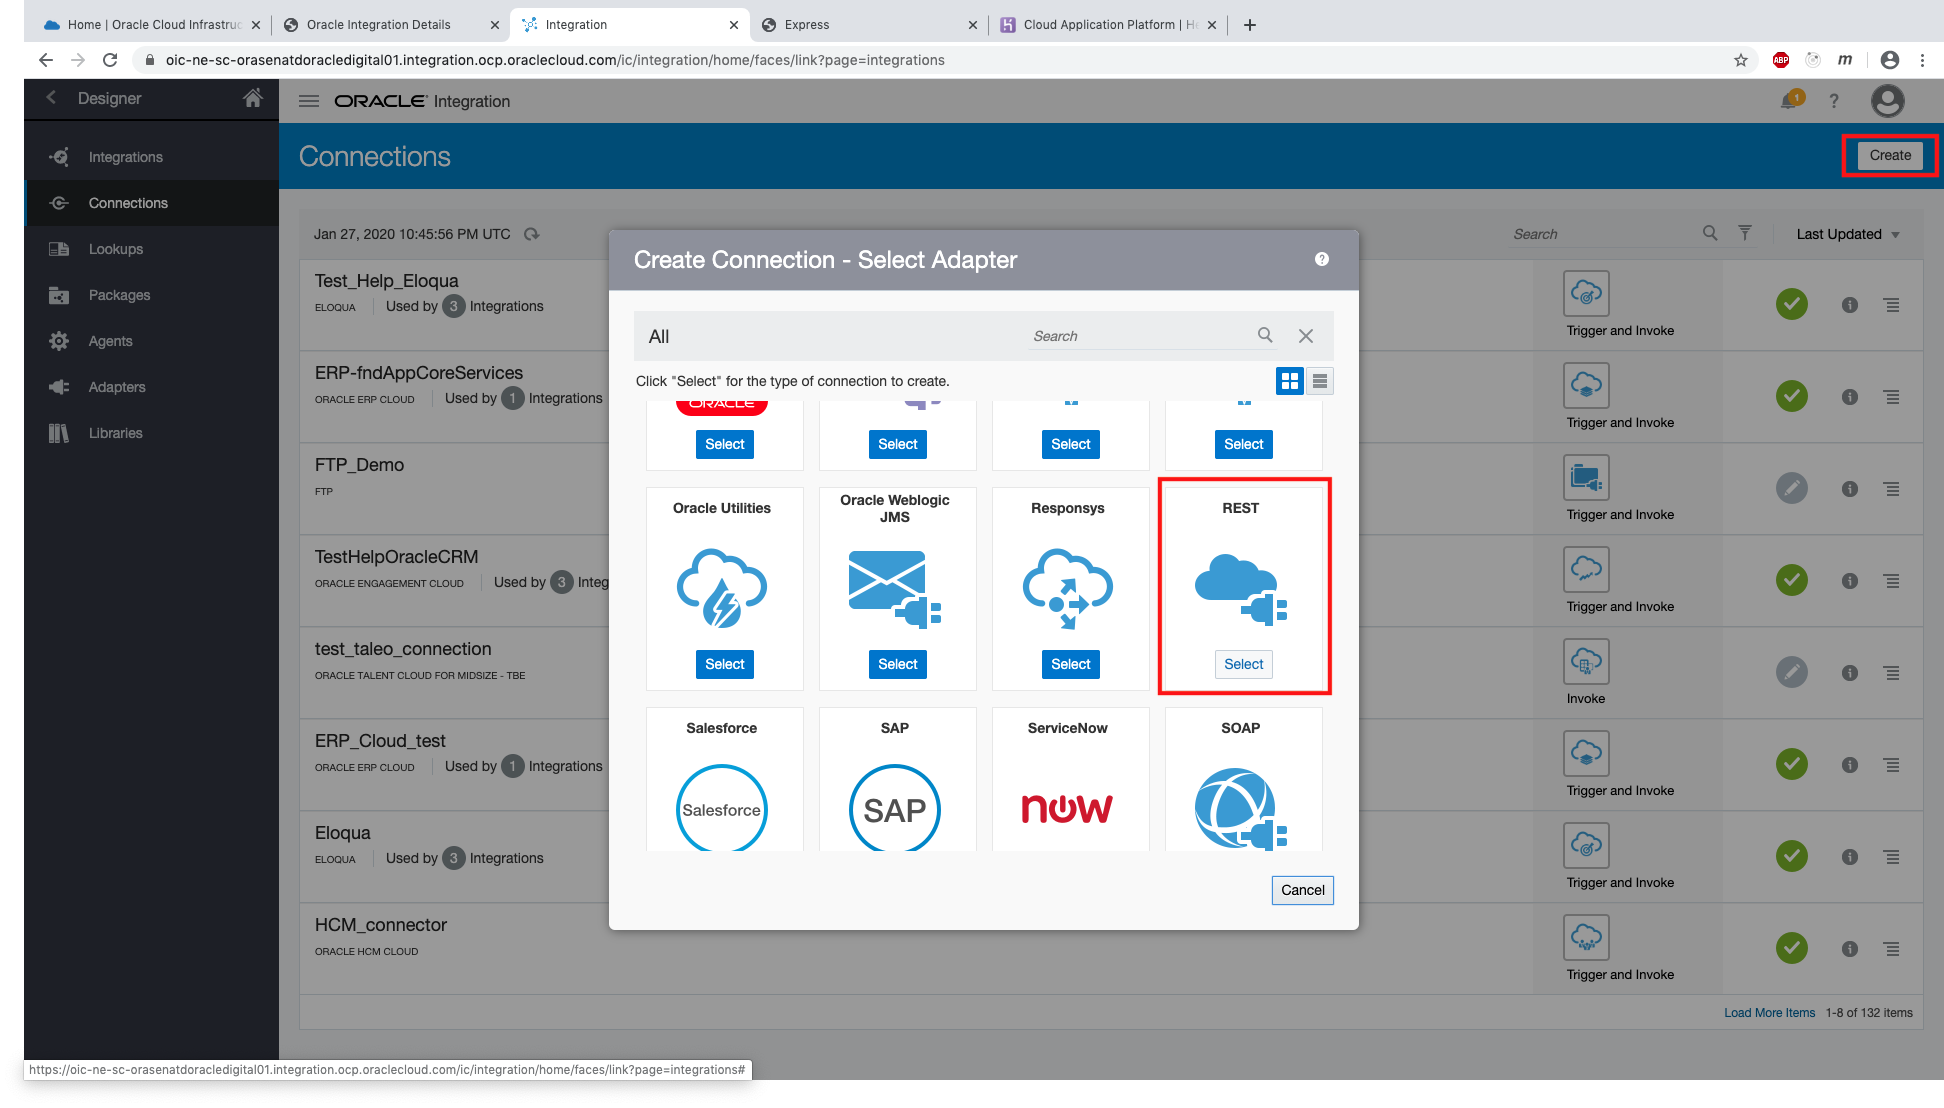 Home | Oracle Cloud Infrastruc
Oracle Integration Details
Integration
Express
Cloud Application Platform | He
oic-ne-sc-orasenatdoracledigital01.integration.ocp.oraclecloud.com/ic/integration/home/faces/link?page=integrations
ABP
m
Designer
ORACLE Integration
1
?
Integrations
Connections
Lookups
Packages
Agents
Adapters
Libraries
Connections
Create
Jan 27, 2020 10:45:56 PM UTC
Search
Last Updated
Test_Help_Eloqua
ELOQUA Used by 3 Integrations
Trigger and Invoke
ERP-fndAppCoreServices
ORACLE ERP CLOUD Used by 1 Integrations
Trigger and Invoke
FTP_Demo
FTP
Trigger and Invoke
TestHelpOracleCRM
ORACLE ENGAGEMENT CLOUD Used by 3 Integ
Trigger and Invoke
test_taleo_connection
ORACLE TALENT CLOUD FOR MIDSIZE - TBE
Invoke
ERP_Cloud_test
ORACLE ERP CLOUD Used by 1 Integrations
Trigger and Invoke
Eloqua
ELOQUA Used by 3 Integrations
Trigger and Invoke
HCM_connector
ORACLE HCM CLOUD
Trigger and Invoke
Load More Items 1-8 of 132 items
Create Connection - Select Adapter
?
All
Search
Click "Select" for the type of connection to create.
ORACLE
Select Select Select Select
Oracle Utilities
Oracle Weblogic
JMS
Responsys
REST
Select Select Select Select
Salesforce SAP ServiceNow SOAP
Salesforce
SAP
now
Cancel
https://oic-ne-sc-orasenatdoracledigital01.integration.ocp.oraclecloud.com/ic/integration/home/faces/link?page=integrations#